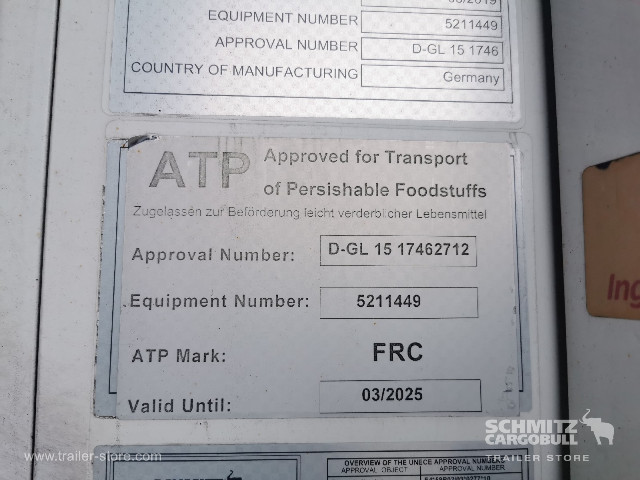 EQUIPMENT NUMBER 5211449
APPROVAL NUMBER D-GL 15 1746
COUNTRY OF MANUFACTURING Germany
ATP Approved for Transport
of Persishable Foodstuffs
Zugelassen zur Beförderung leicht verderblicher Lebensmittel
Approval Number: D-GL 15 17462712
Equipment Number: 5211449
ATP Mark: FRC
Valid Until: 03/2025
Ing
SCHMITZ
CARGOBULL
TRAILER STORE
www.trailer-store.com
OVERVIEW OF THE UNECE APPROVAL NUMBERS
APPROVAL OBJECT APPROVAL NUMBER